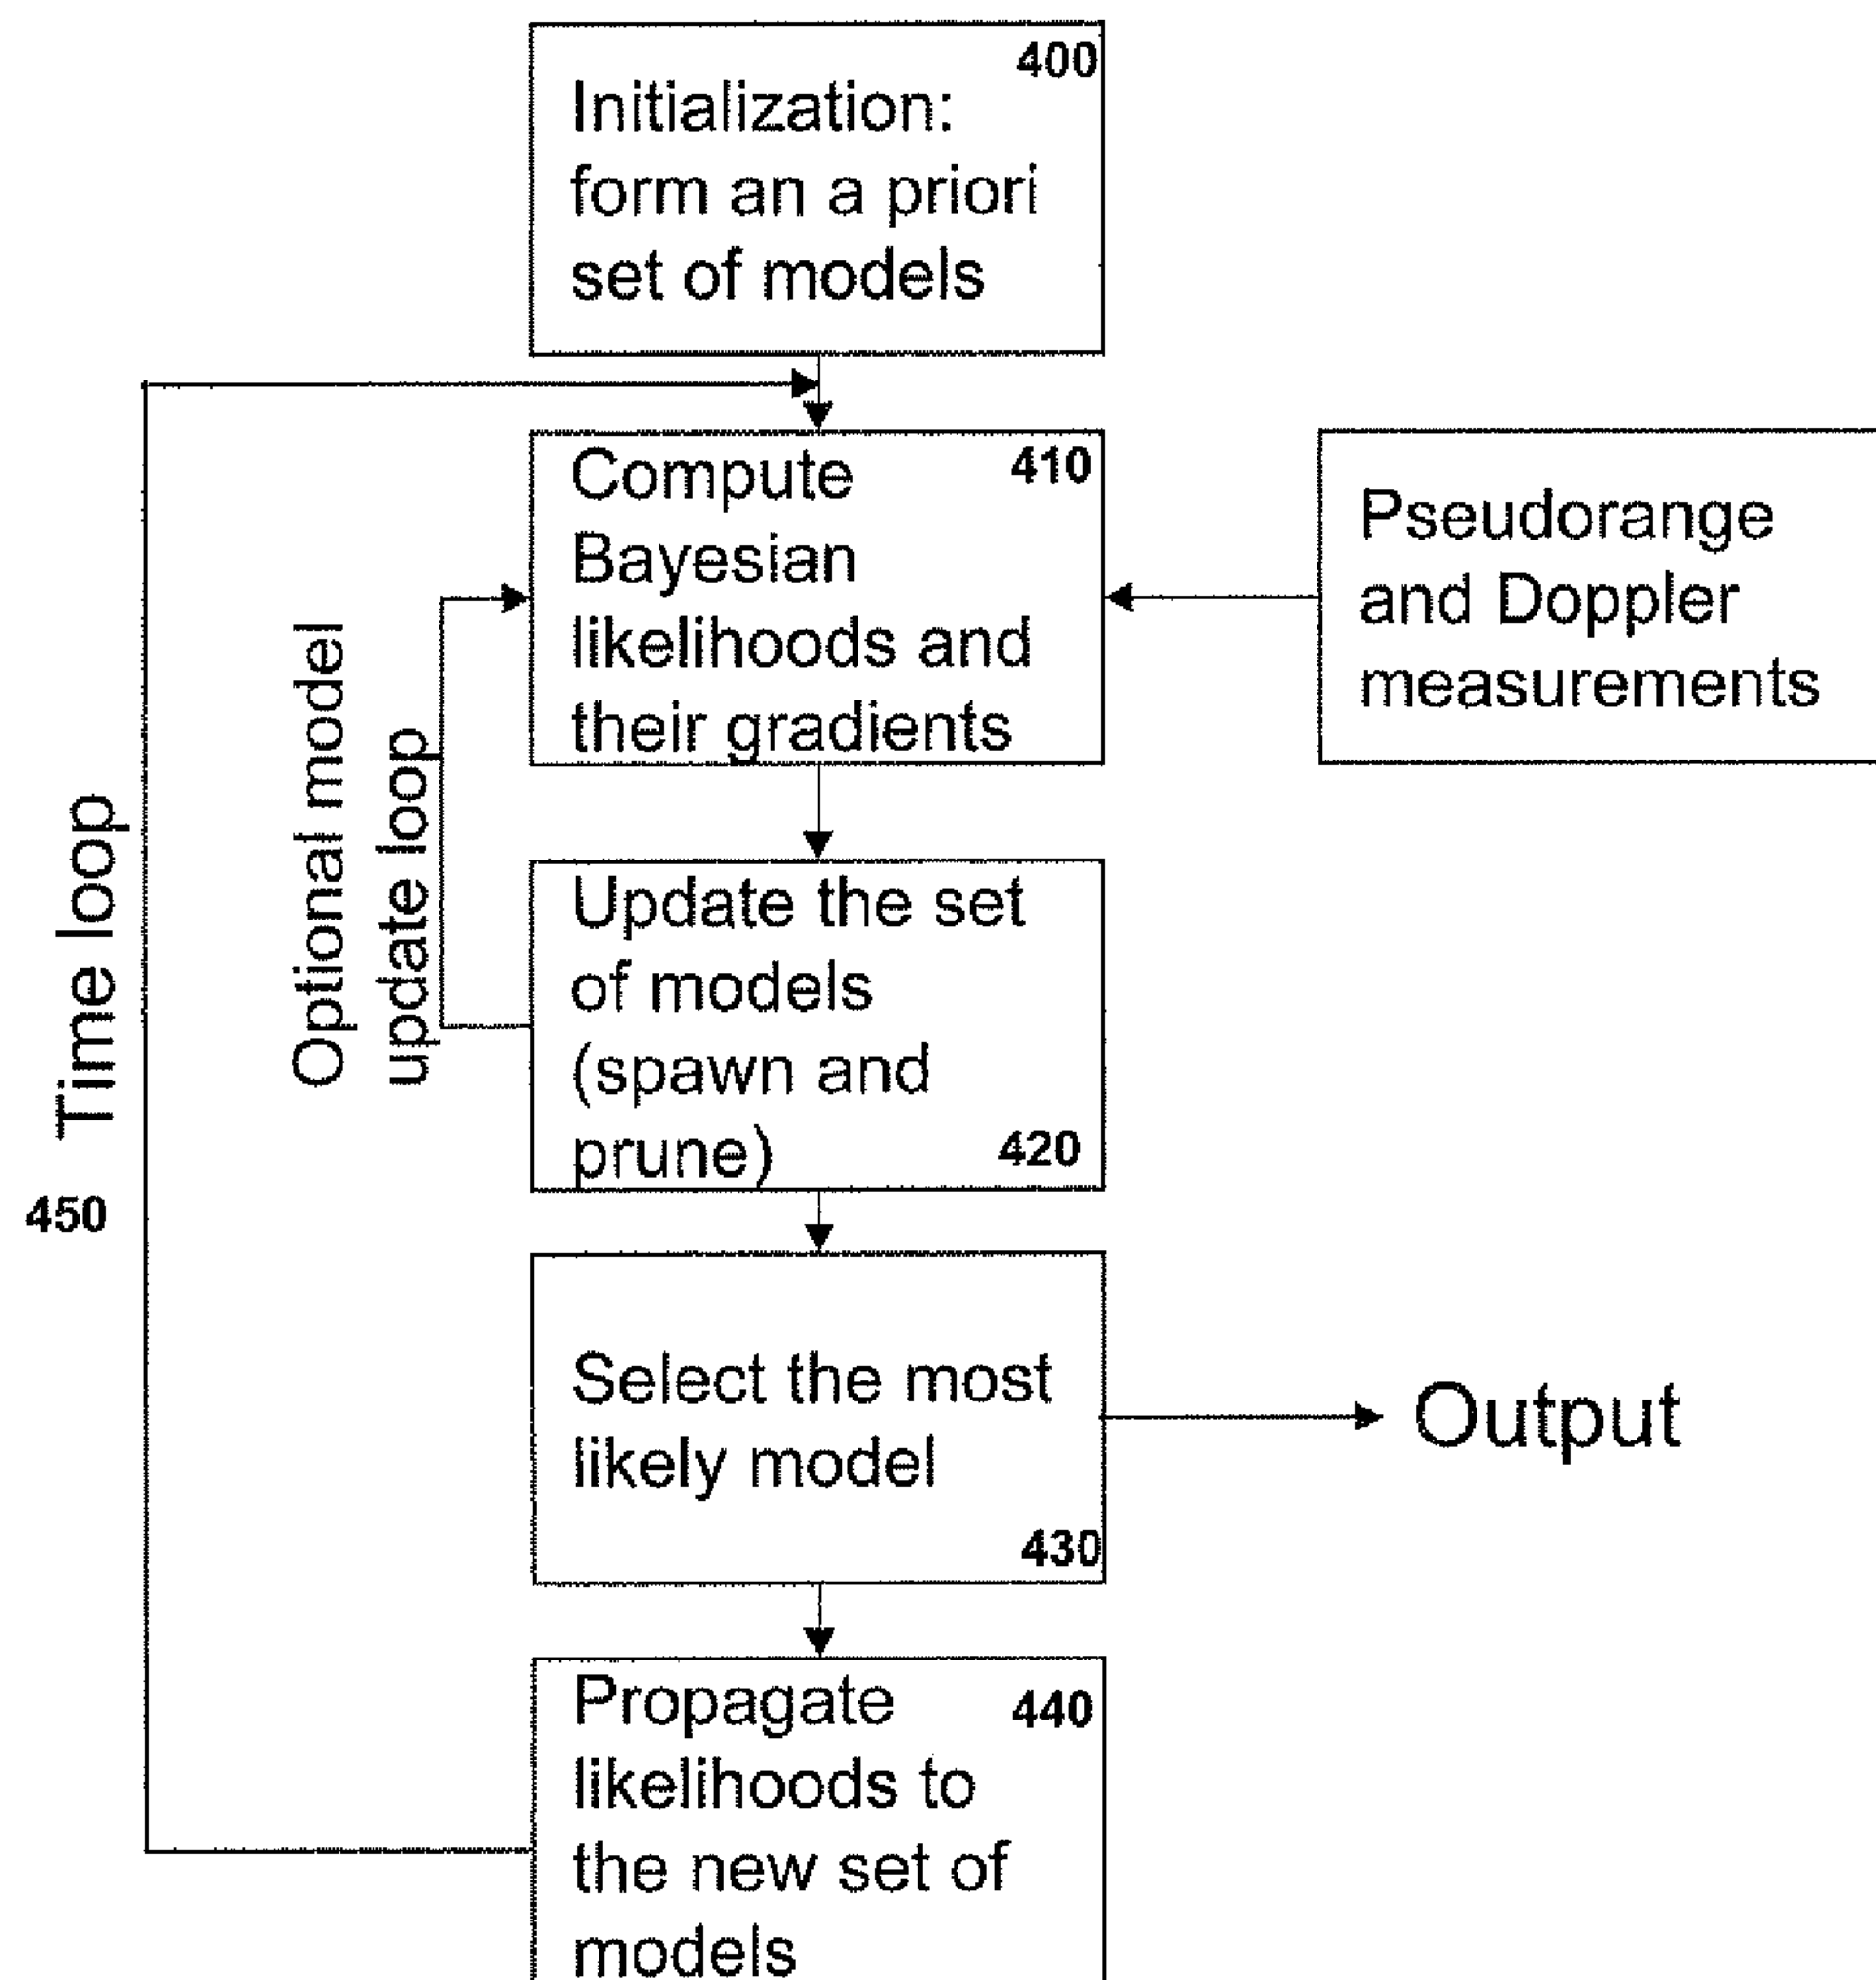 400
Initialization:
form an a priori
set of models
410
Compute
Bayesian
likelihoods and
their gradients
Pseudorange
and Doppler
measurements
Optional model
update loop
Time loop
450
Update the set
of models
(spawn and
prune)
420
Select the most
likely model
430
Output
Propagate
440
likelihoods to
the new set of
models